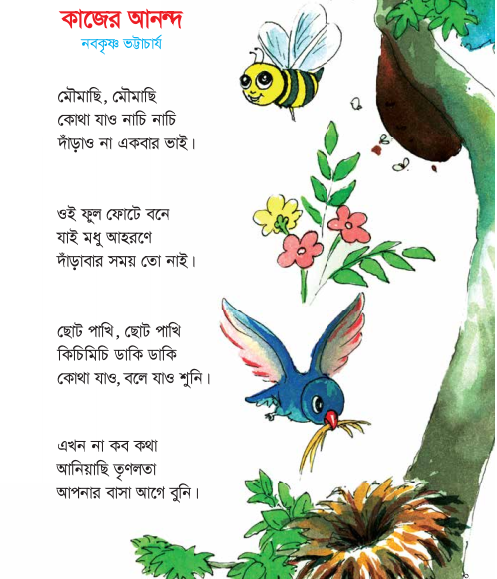 কাজের আনন্দ
নবকৃষ্ণ ভট্টাচার্য
মৌমাছি, মৌমাছি
কোথা যাও নাচি নাচি
দাঁড়াও না একবার ভাই।
ওই ফুল ফোটে বনে
যাই মধু আহরণে
দাঁড়াবার সময় তো নাই।
ছোট পাখি, ছোট পাখি
কিচিমিচি ডাকি ডাকি
কোথা যাও, বলে যাও শুনি।
এখন না কব কথা
আনিয়াছি তৃণলতা
আপনার বাসা আগে বুনি।